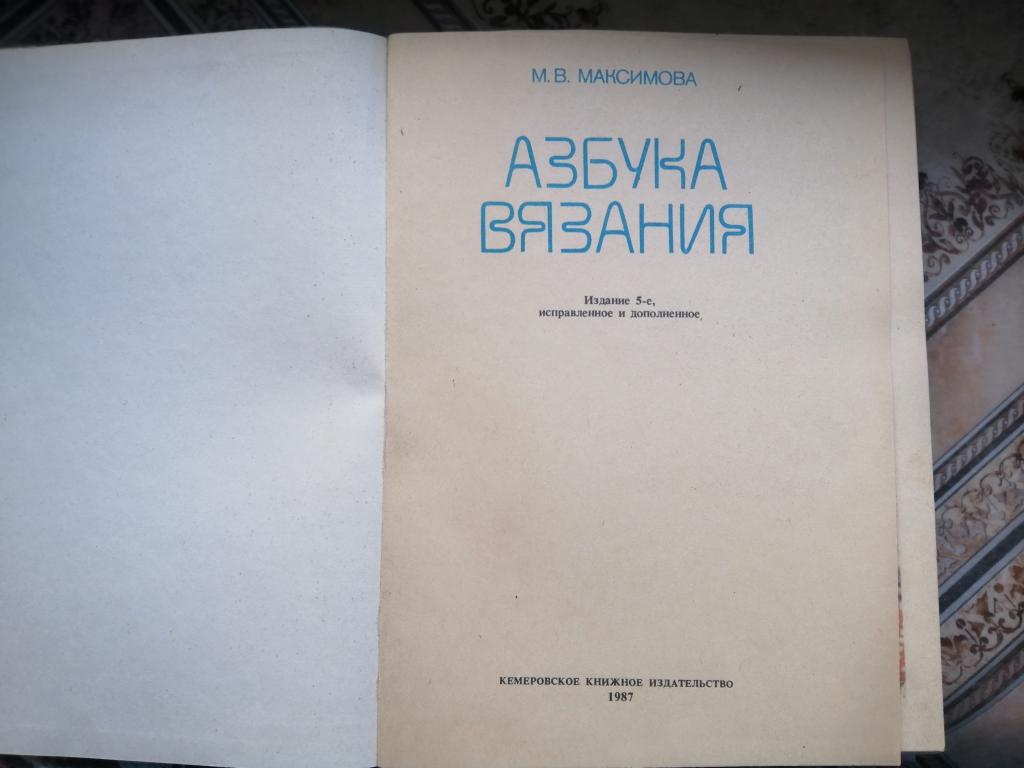 М. В. МАКСИМОВА
АЗБУКА
ВЯЗАНИЯ
Издание 5-е,
исправленное и дополненное
КЕМЕРОВСКОЕ КНИЖНОЕ ИЗДАТЕЛЬСТВО
1987